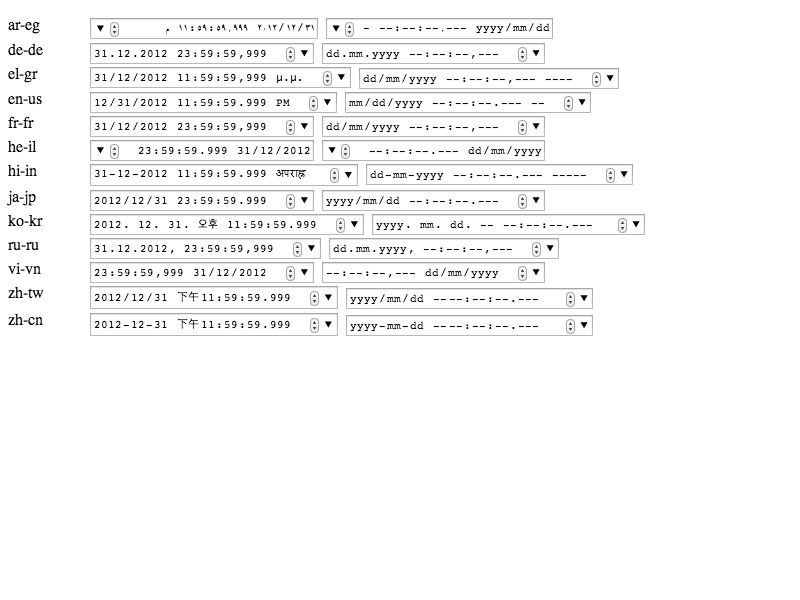 ar-eg ٢٠١٢/١٢/٣١ ١١:٥٩:٥٩.٩٩٩ م - --:--:--.--- yyyy/mm/dd
de-de 31.12.2012 23:59:59,999 dd.mm.yyyy --:--:--,---
el-gr 31/12/2012 11:59:59,999 μ.μ. dd/mm/yyyy --:--:--,--- ----
en-us 12/31/2012 11:59:59.999 PM mm/dd/yyyy --:--:--.--- --
fr-fr 31/12/2012 23:59:59,999 dd/mm/yyyy --:--:--,---
he-il 23:59:59.999 31/12/2012 --:--:--.--- dd/mm/yyyy
hi-in 31-12-2012 11:59:59.999 अपराह्न dd-mm-yyyy --:--:--.--- -----
ja-jp 2012/12/31 23:59:59.999 yyyy/mm/dd --:--:--.---
ko-kr 2012. 12. 31. 오후 11:59:59.999 yyyy. mm. dd. -- --:--:--.---
ru-ru 31.12.2012, 23:59:59,999 dd.mm.yyyy, --:--:--,---
vi-vn 23:59:59,999 31/12/2012 --:--:--,--- dd/mm/yyyy
zh-tw 2012/12/31 下午11:59:59.999 yyyy/mm/dd ----:--:--.---
zh-cn 2012-12-31 下午11:59:59.999 yyyy-mm-dd ----:--:--.---